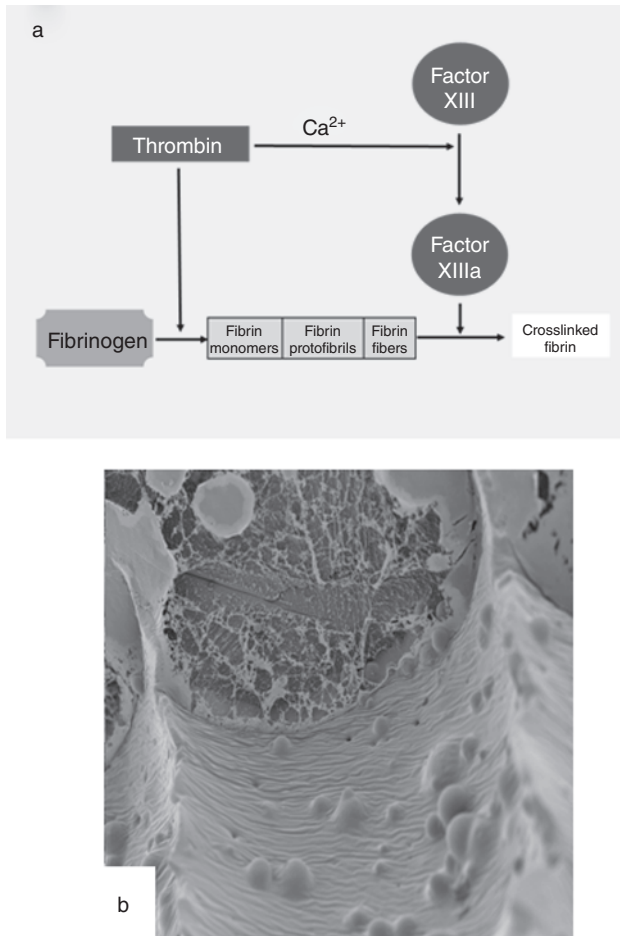 a
Factor
XIII
Ca²⁺
Thrombin
Factor
XIIIa
Fibrinogen
Fibrin
monomers
Fibrin
protofibrils
Fibrin
fibers
Crosslinked
fibrin
b